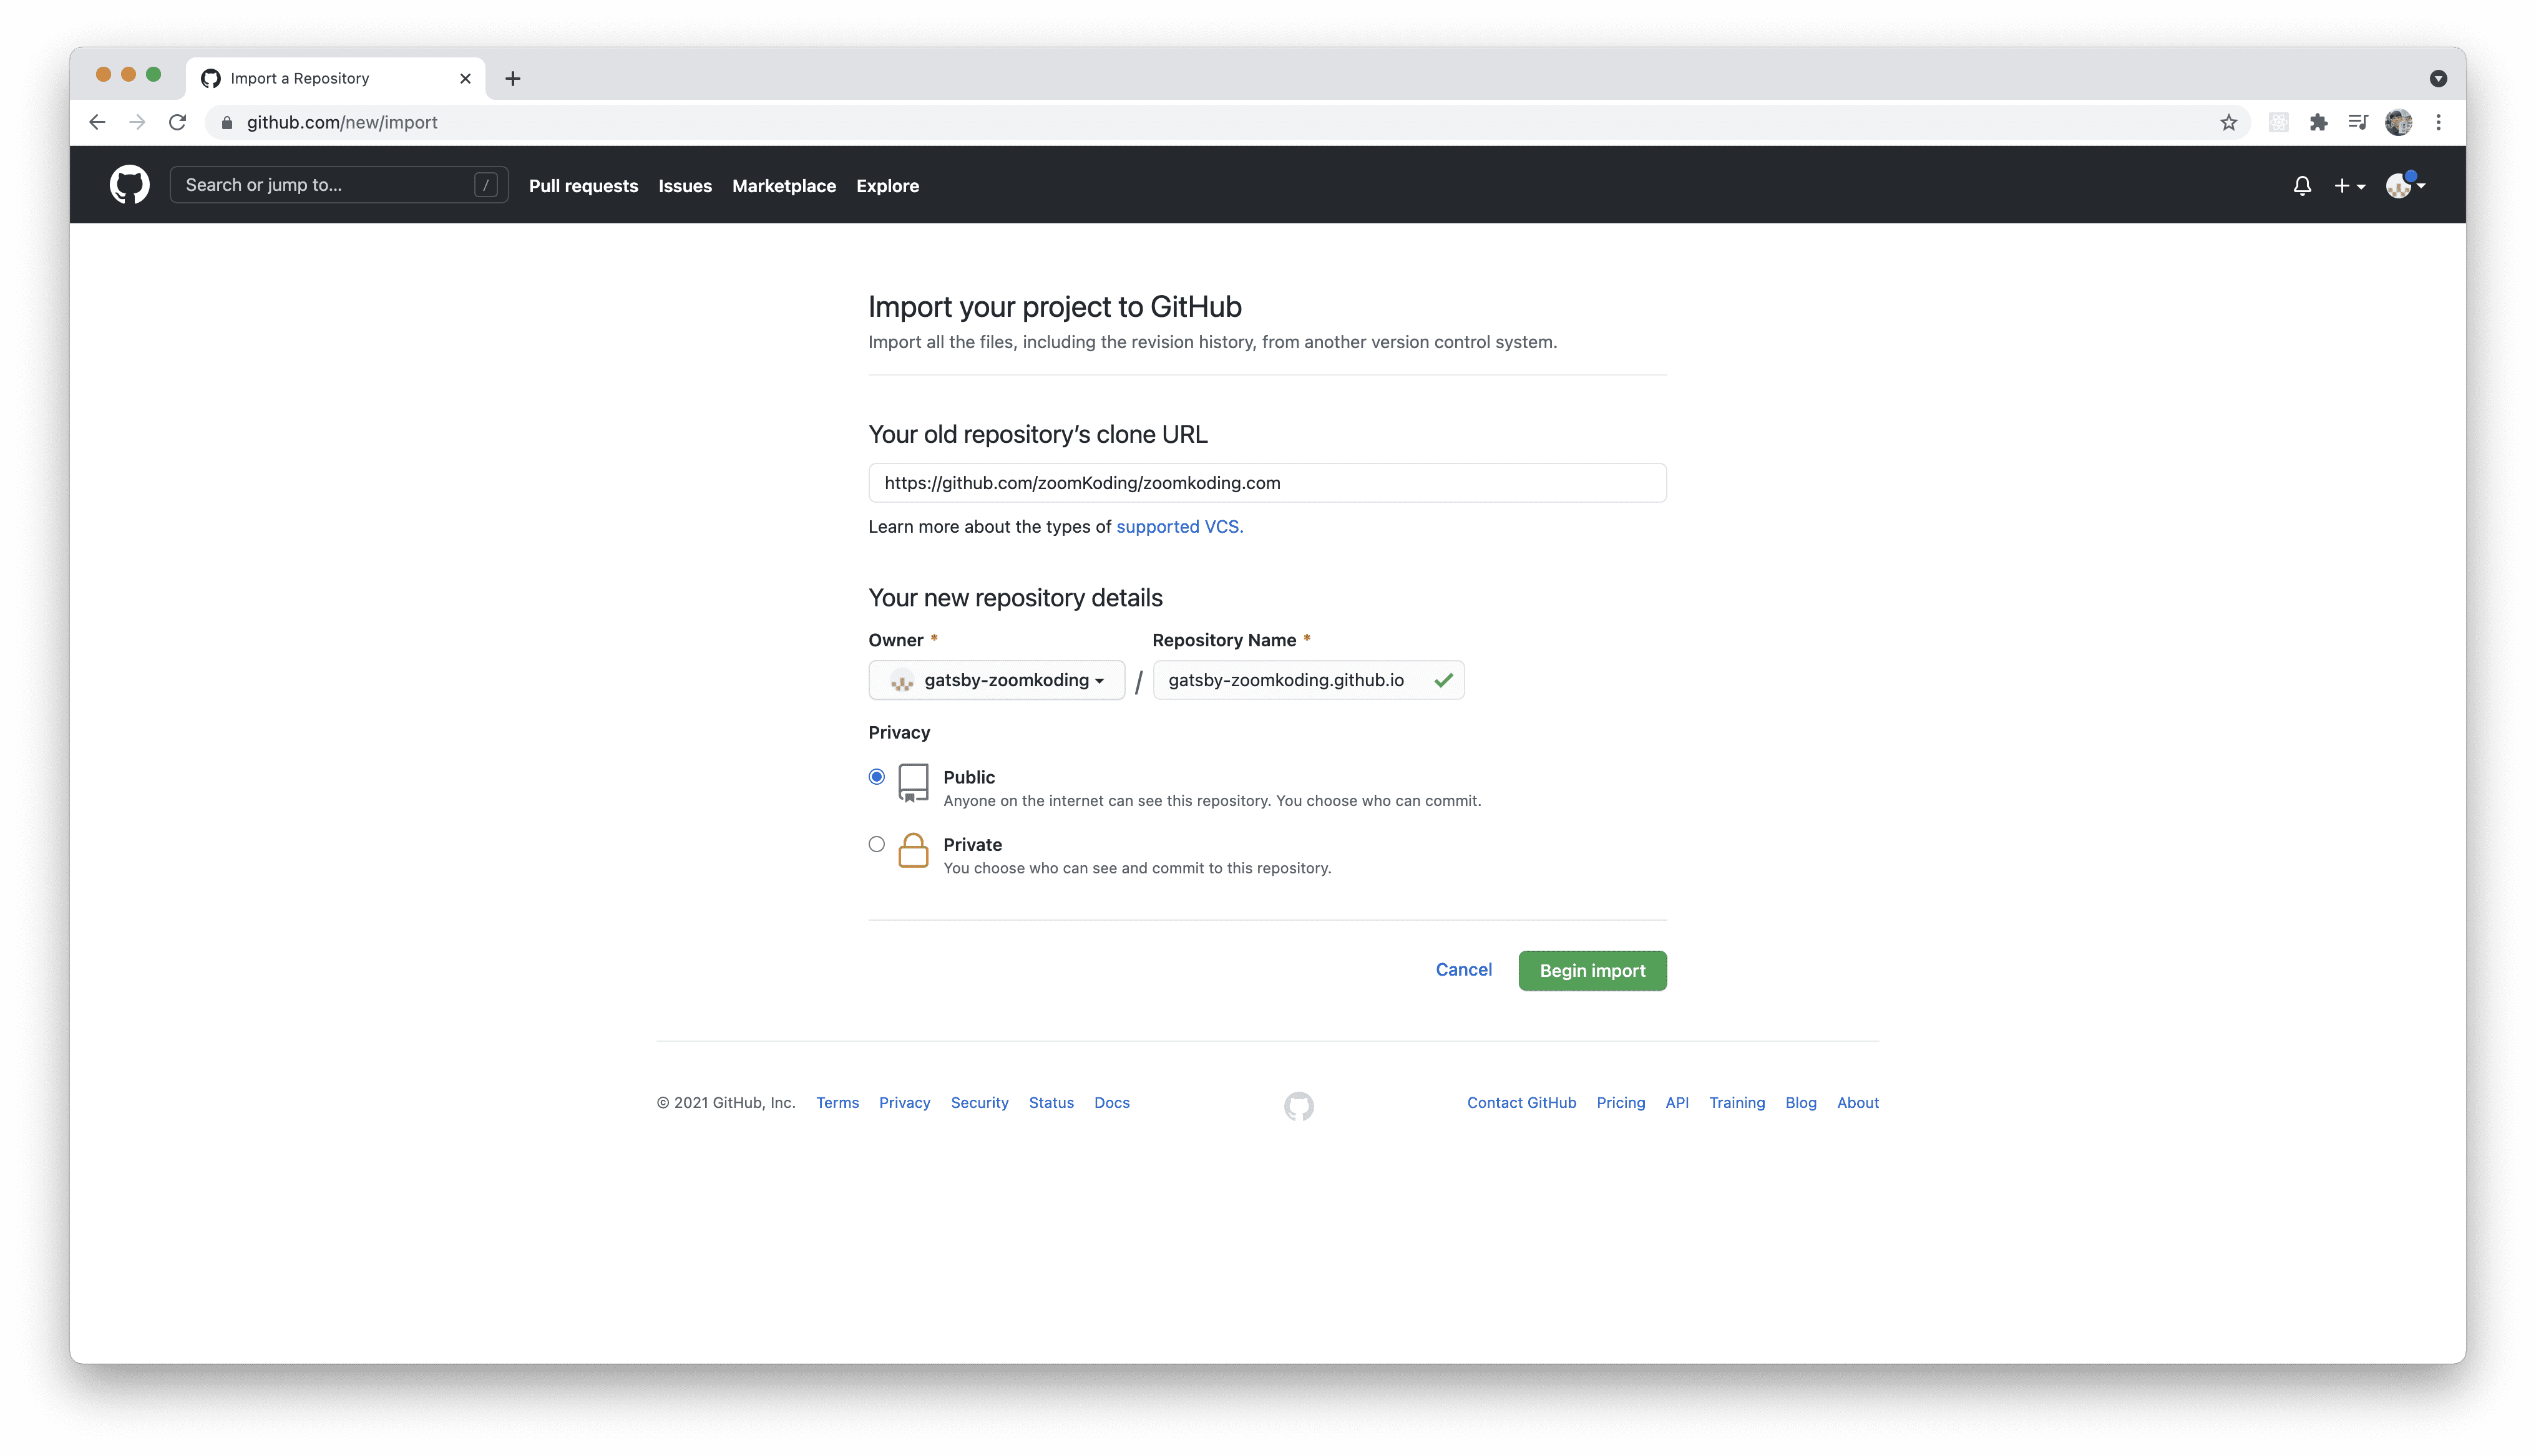 Import a Repository
github.com/new/import
Search or jump to... /
Pull requests Issues Marketplace Explore
Import your project to GitHub
Import all the files, including the revision history, from another version control system.
Your old repository’s clone URL
https://github.com/zoomKoding/zoomkoding.com
Learn more about the types of supported VCS.
Your new repository details
Owner * Repository Name *
gatsby-zoomkoding / gatsby-zoomkoding.github.io
Privacy
Public
Anyone on the internet can see this repository. You choose who can commit.
Private
You choose who can see and commit to this repository.
Cancel Begin import
© 2021 GitHub, Inc. Terms Privacy Security Status Docs Contact GitHub Pricing API Training Blog About